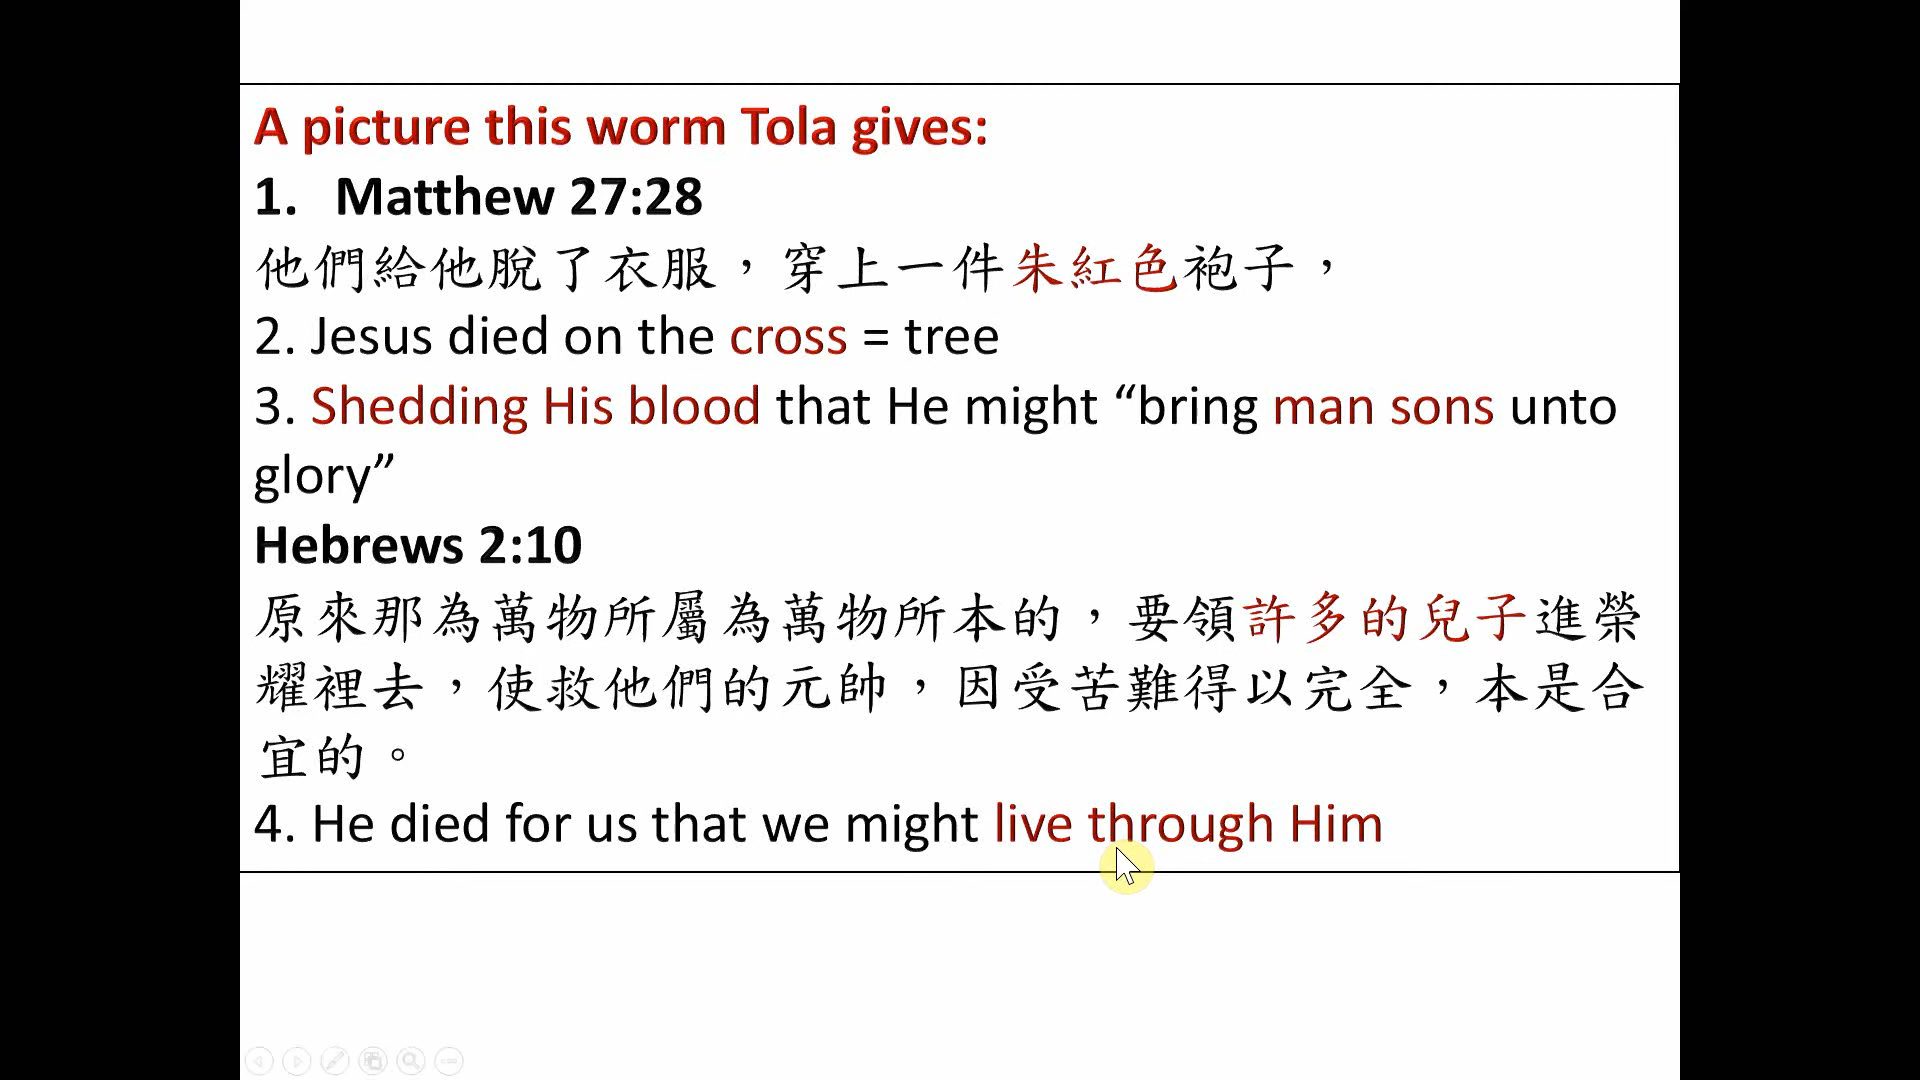 A picture this worm Tola gives:
1. Matthew 27:28
他們給他脫了衣服，穿上一件朱紅色袍子，
2. Jesus died on the cross = tree
3. Shedding His blood that He might “bring man sons unto
glory”
Hebrews 2:10
原來那為萬物所屬為萬物所本的，要領許多的兒子進榮
耀裡去，使救他們的元帥，因受苦難得以完全，本是合
宜的。
4. He died for us that we might live through Him